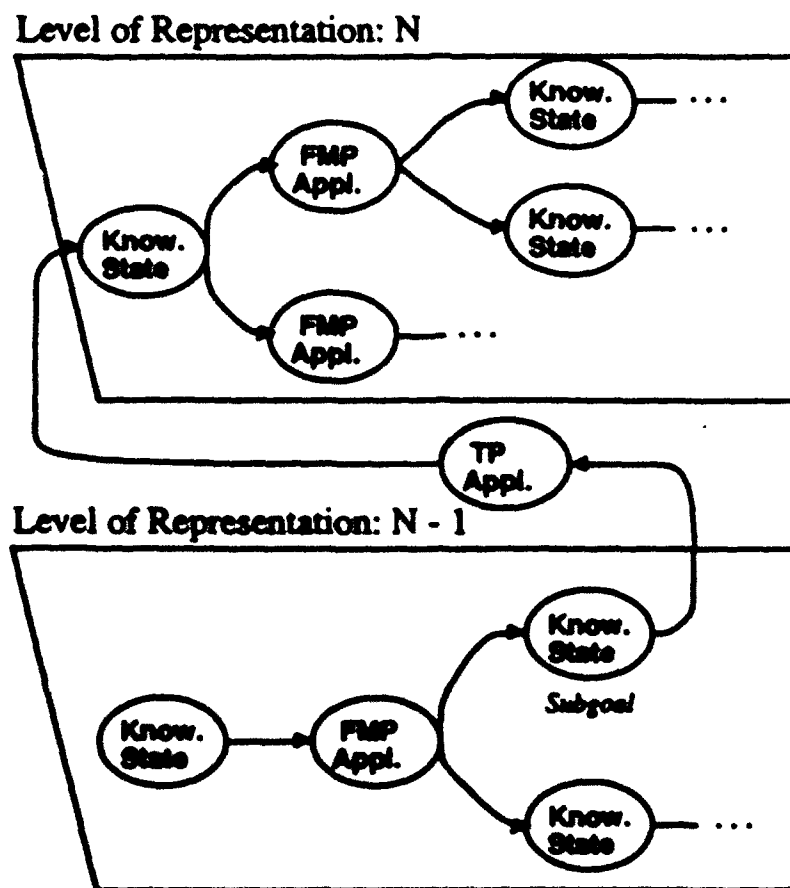 Level of Representation: N
Know.
State
...
FMP
Appl.
Know.
State
...
Know.
State
FMP
Appl.
...
TP
Appl.
Level of Representation: N - 1
Know.
State
Subgoal
Know.
State
FMP
Appl.
Know.
State
...